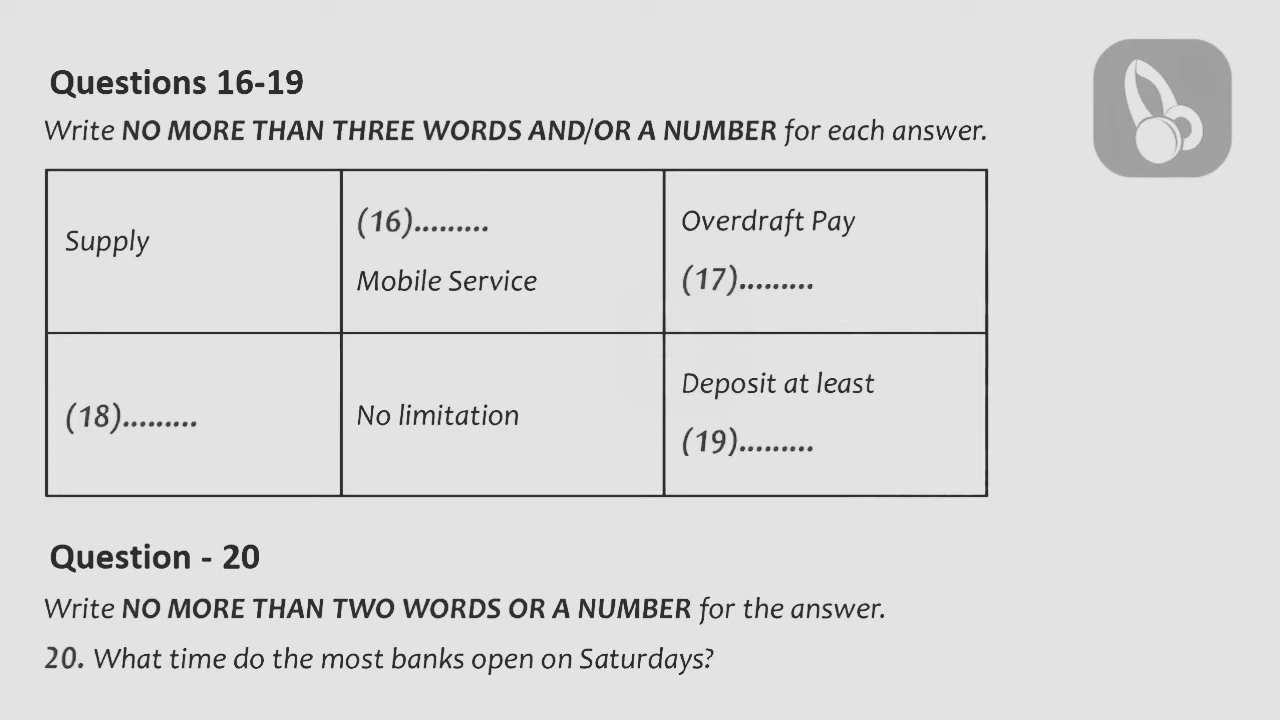 Questions 16-19
Write NO MORE THAN THREE WORDS AND/OR A NUMBER for each answer.
Supply
(16).........
Mobile Service
Overdraft Pay
(17).........
(18).........
No limitation
Deposit at least
(19).........
Question - 20
Write NO MORE THAN TWO WORDS OR A NUMBER for the answer.
20. What time do the most banks open on Saturdays?